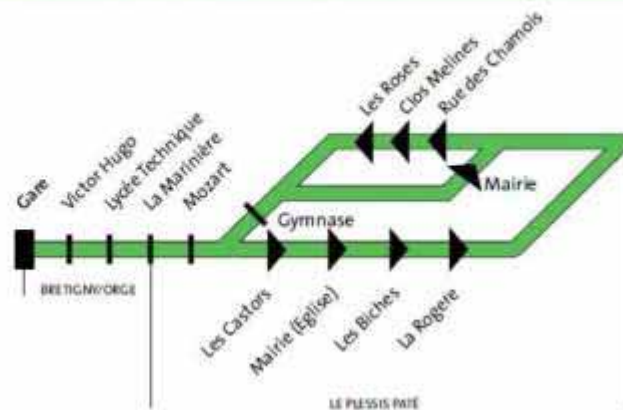 Les Roses
Clos Melines
Rue des Chamois
Gare
Victor Hugo
Lycée Technique
La Marinière
Mozart
Mairie
Gymnase
BRETIGNY/ORGE
Les Castors
Mairie (Eglise)
Les Biches
La Rogere
LE PLESSIS PATÉ